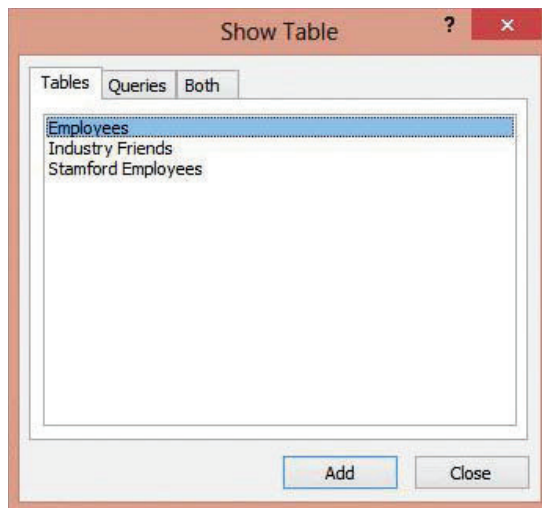 Show Table
?
×
Tables Queries Both
Employees
Industry Friends
Stamford Employees
Add Close